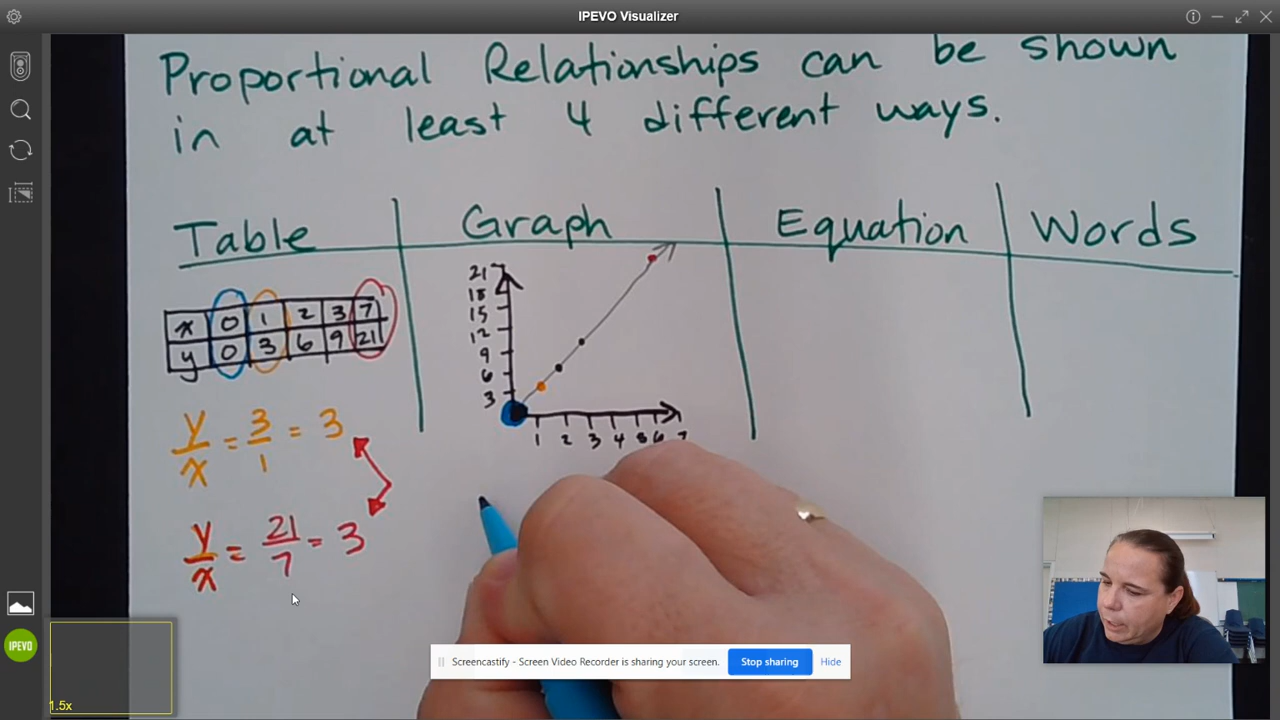 IPEVO Visualizer
Proportional Relationships can be shown
in at least 4 different ways.
Table
Graph
Equation
Words
x 0 1 2 3 7
y 0 3 6 9 21
y/x = 3/1 = 3
y/x = 21/7 = 3
21
18
15
12
9
6
3
1 2 3 4 5 6 7
IPEVO
1.5x
Screencastify - Screen Video Recorder is sharing your screen.
Stop sharing
Hide